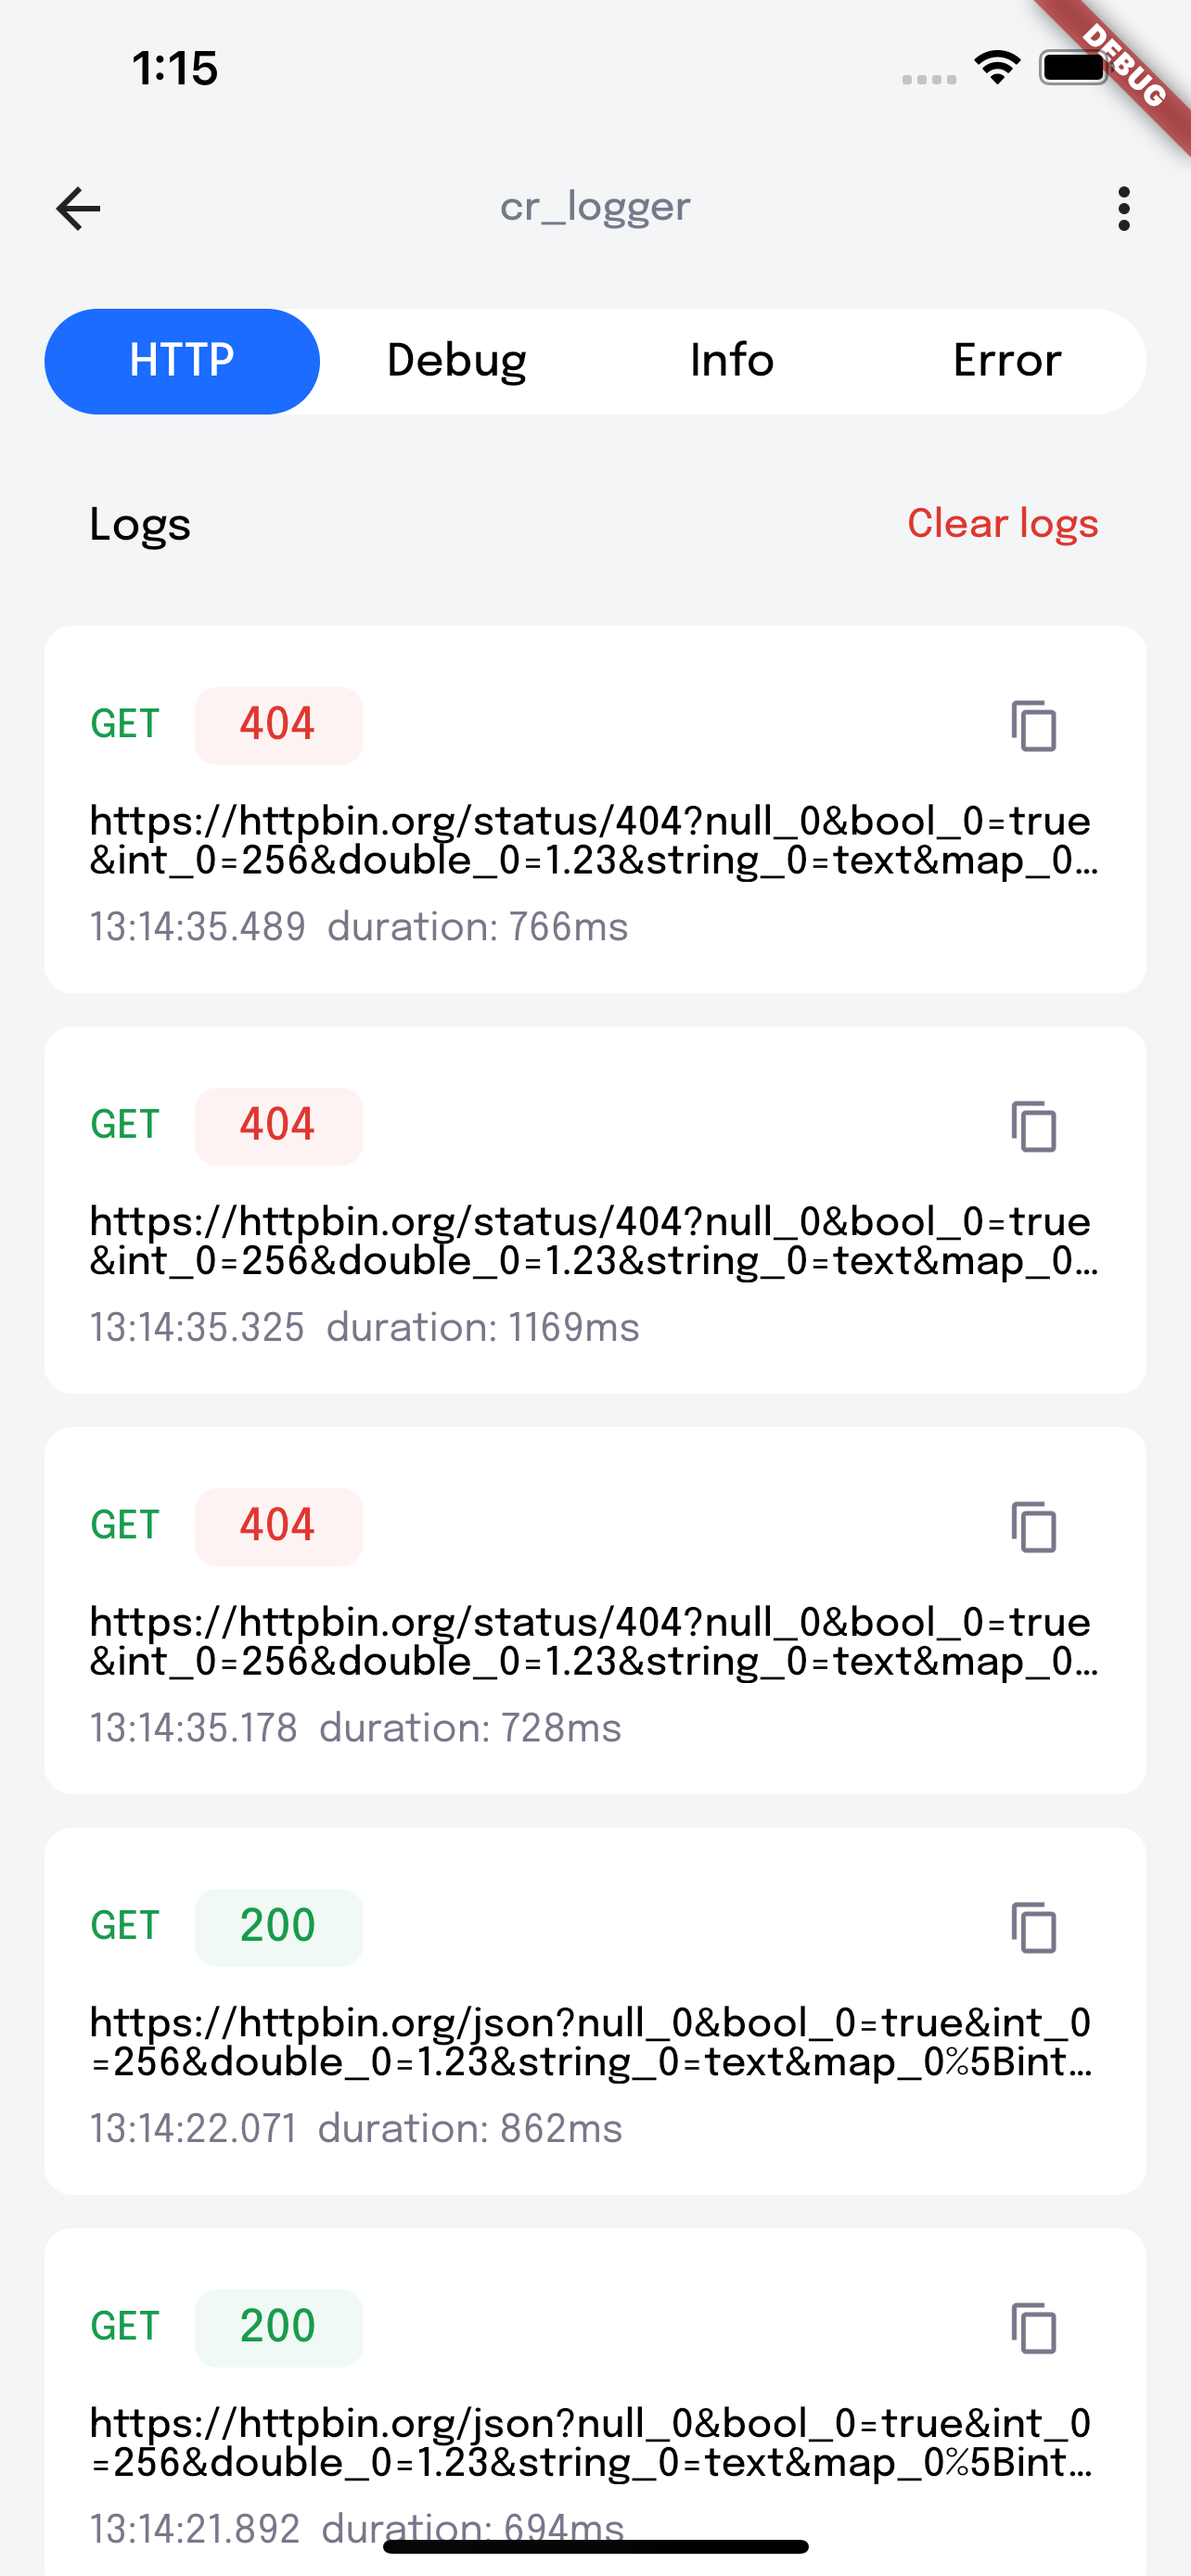 1:15
DEBUG
cr_logger
HTTP Debug Info Error
Logs Clear logs
GET 404
https://httpbin.org/status/404?null_0&bool_0=true
&int_0=256&double_0=1.23&string_0=text&map_0...
13:14:35.489 duration: 766ms
GET 404
https://httpbin.org/status/404?null_0&bool_0=true
&int_0=256&double_0=1.23&string_0=text&map_0...
13:14:35.325 duration: 1169ms
GET 404
https://httpbin.org/status/404?null_0&bool_0=true
&int_0=256&double_0=1.23&string_0=text&map_0...
13:14:35.178 duration: 728ms
GET 200
https://httpbin.org/json?null_0&bool_0=true&int_0
=256&double_0=1.23&string_0=text&map_0%5Bint...
13:14:22.071 duration: 862ms
GET 200
https://httpbin.org/json?null_0&bool_0=true&int_0
=256&double_0=1.23&string_0=text&map_0%5Bint...
13:14:21.892 duration: 694ms